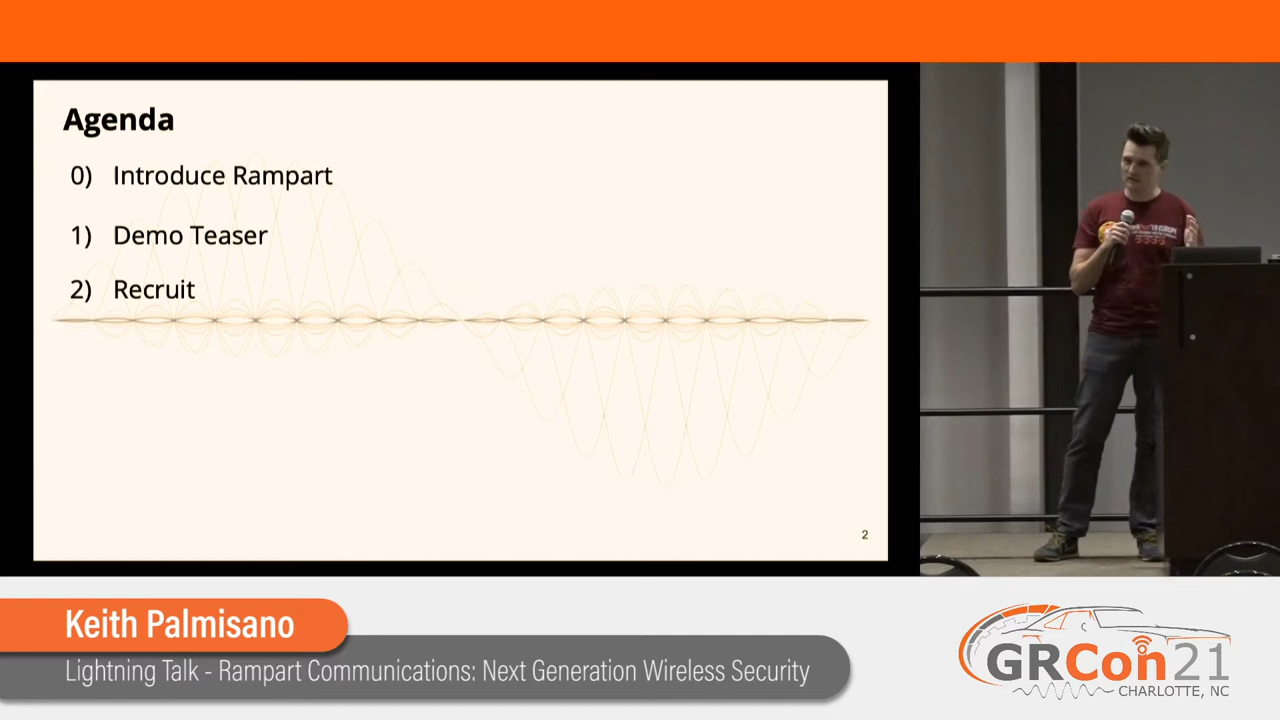 Agenda
0) Introduce Rampart
1) Demo Teaser
2) Recruit
2
Keith Palmisano
Lightning Talk - Rampart Communications: Next Generation Wireless Security
GRCon21
CHARLOTTE, NC